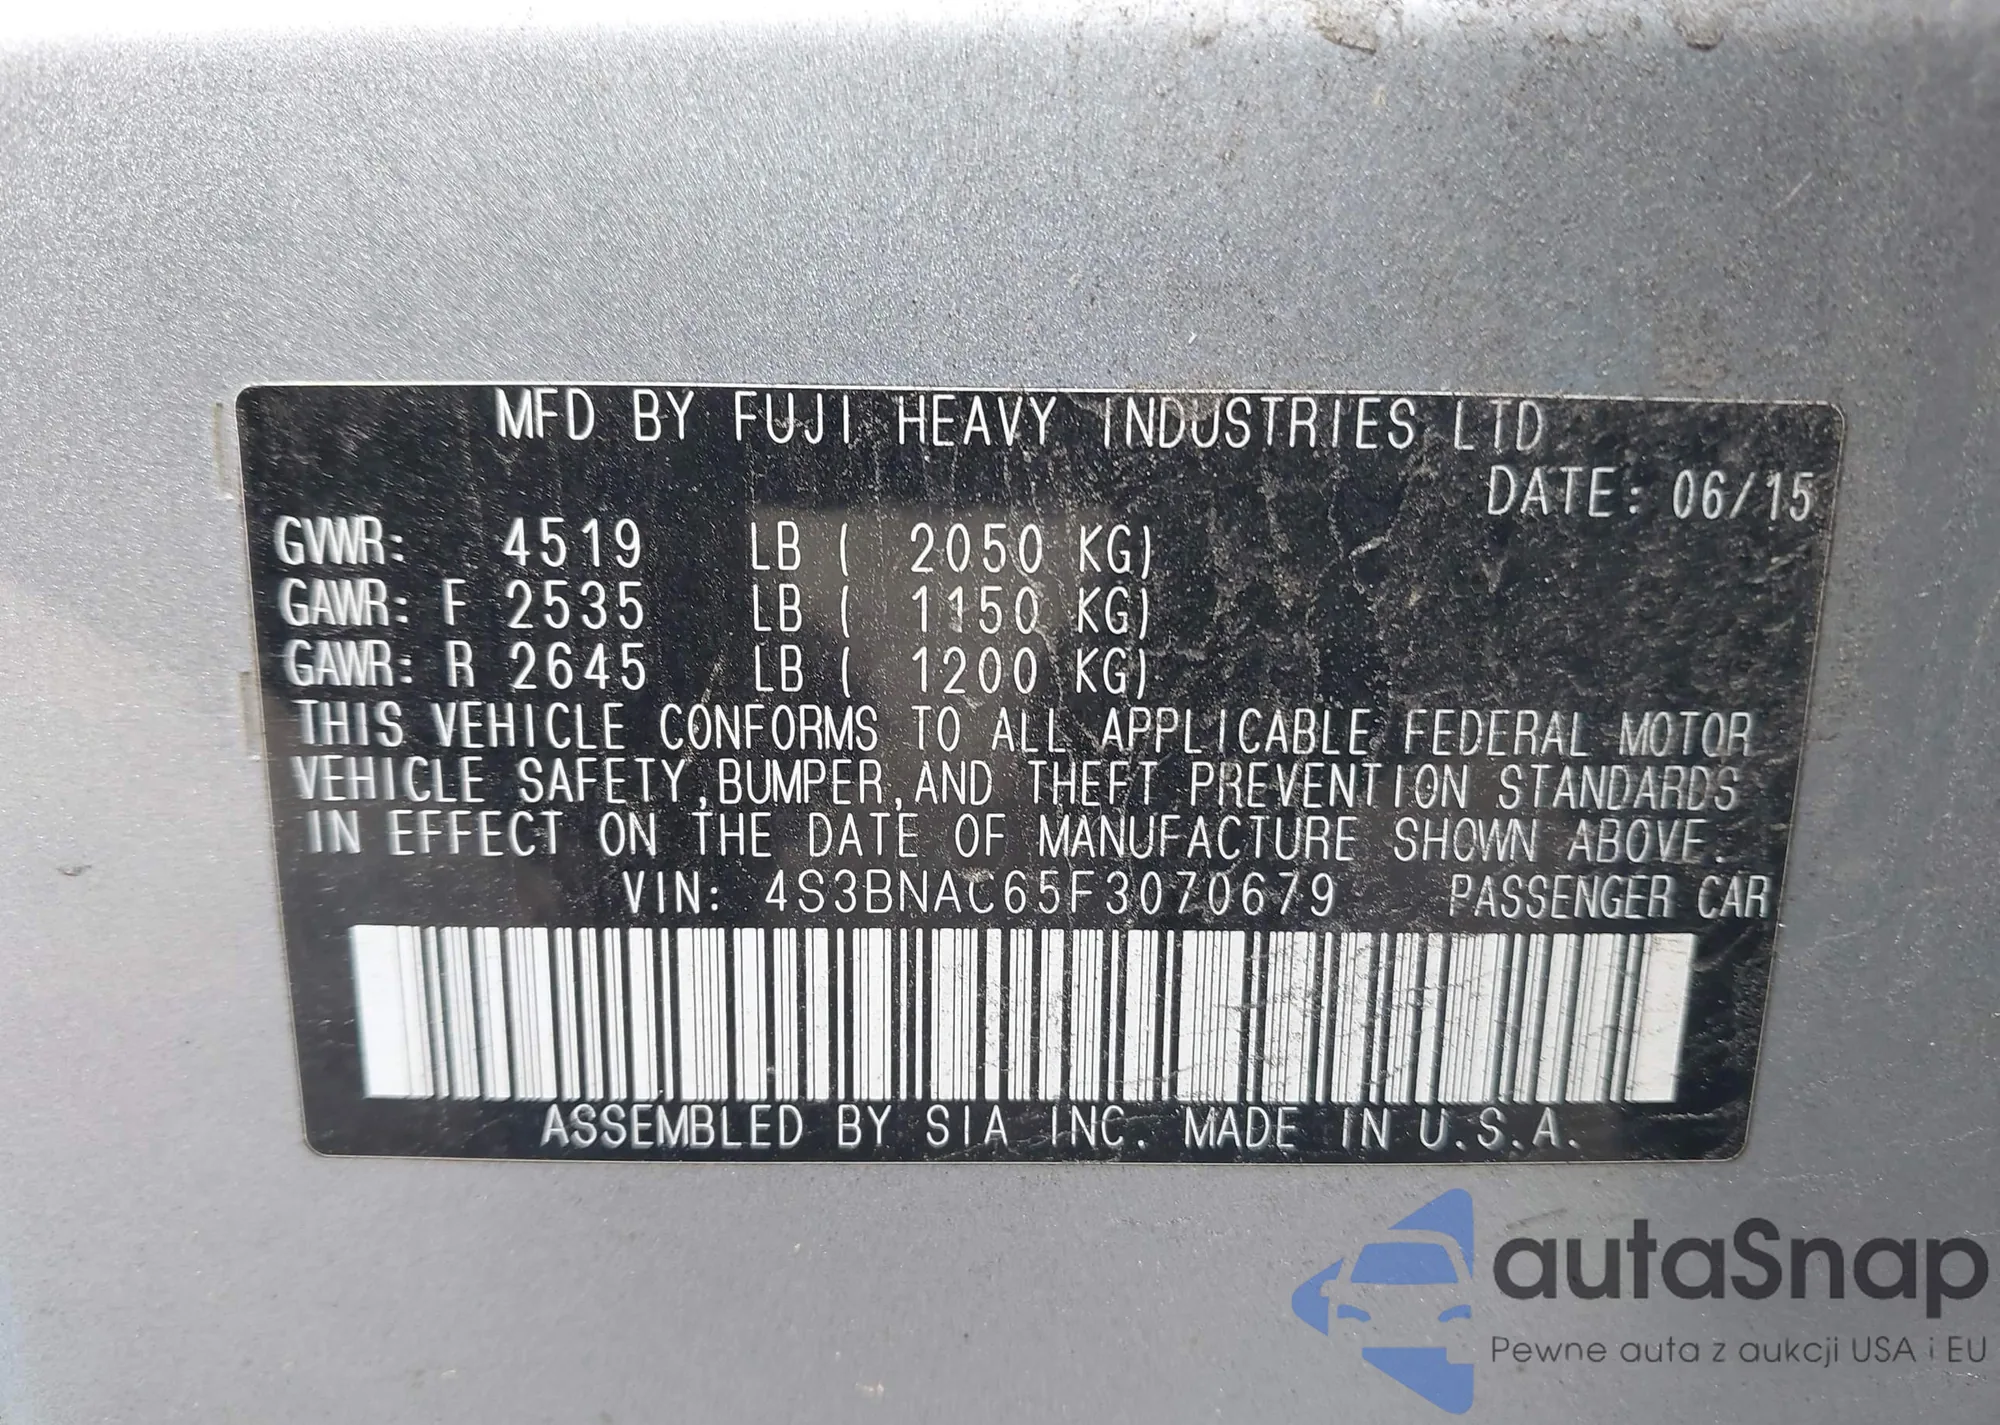 MFD BY FUJI HEAVY INDUSTRIES LTD
DATE: 06/15
GVWR: 4519 LB ( 2050 KG)
GAWR: F 2535 LB ( 1150 KG)
GAWR: R 2645 LB ( 1200 KG)
THIS VEHICLE CONFORMS TO ALL APPLICABLE FEDERAL MOTOR
VEHICLE SAFETY,BUMPER,AND THEFT PREVENTION STANDARDS
IN EFFECT ON THE DATE OF MANUFACTURE SHOWN ABOVE.
VIN: 4S3BNAC65F3070679 PASSENGER CAR
ASSEMBLED BY SIA INC. MADE IN U.S.A.
autaSnap
Pewne auta z aukcji USA i EU